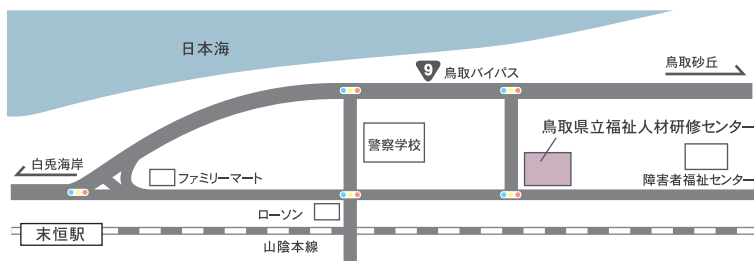 日本海
鳥取砂丘
9
鳥取バイパス
鳥取県立福祉人材研修センター
警察学校
白兎海岸
ファミリーマート
障害者福祉センター
ローソン
末恒駅
山陰本線